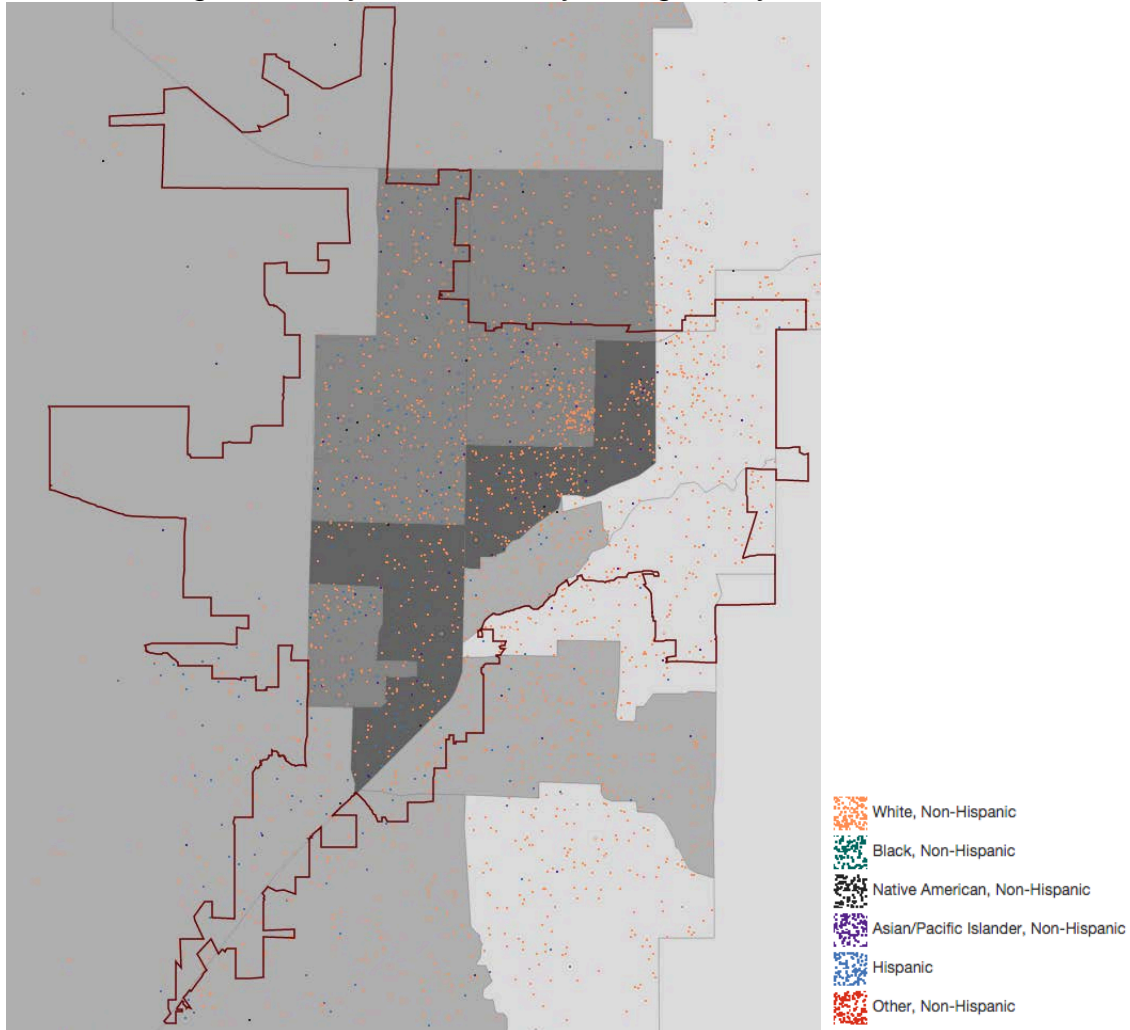 White, Non-Hispanic
Black, Non-Hispanic
Native American, Non-Hispanic
Asian/Pacific Islander, Non-Hispanic
Hispanic
Other, Non-Hispanic